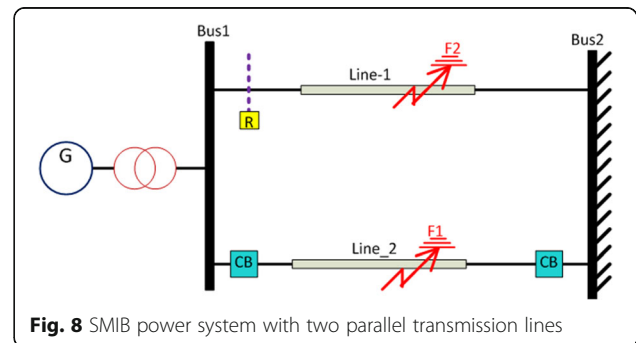 Bus1
Bus2
F2
Line-1
R
G
F1
Line_2
CB
CB
Fig. 8 SMIB power system with two parallel transmission lines